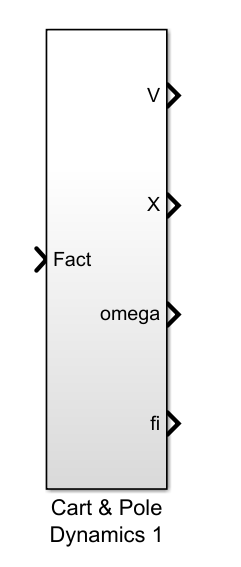 V
X
Fact
omega
fi
Cart & Pole
Dynamics 1